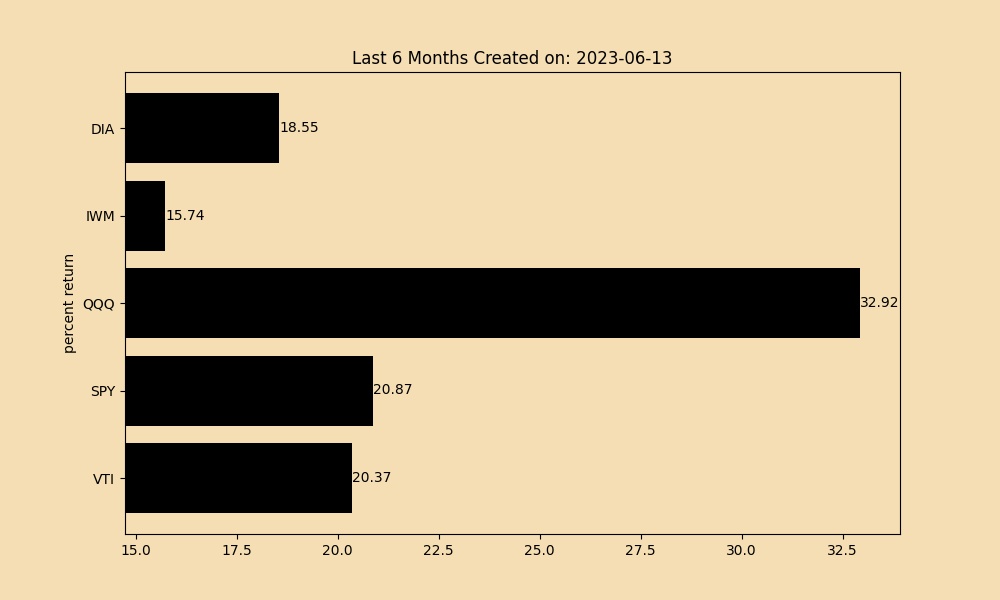 Last 6 Months Created on: 2023-06-13
percent return
DIA
18.55
IWM
15.74
QQQ
32.92
SPY
20.87
VTI
20.37
15.0 17.5 20.0 22.5 25.0 27.5 30.0 32.5